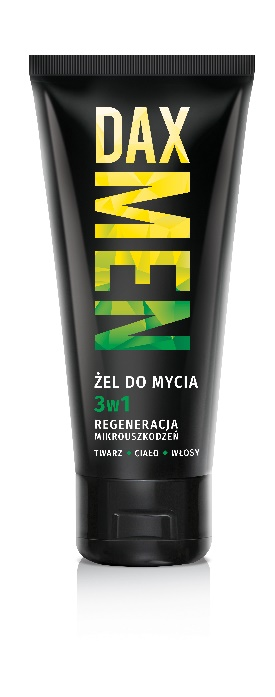 DAX
MEN
ŻEL DO MYCIA
3w1
REGENERACJA
MIKROUSZKODZEŃ
TWARZ • CIAŁO • WŁOSY